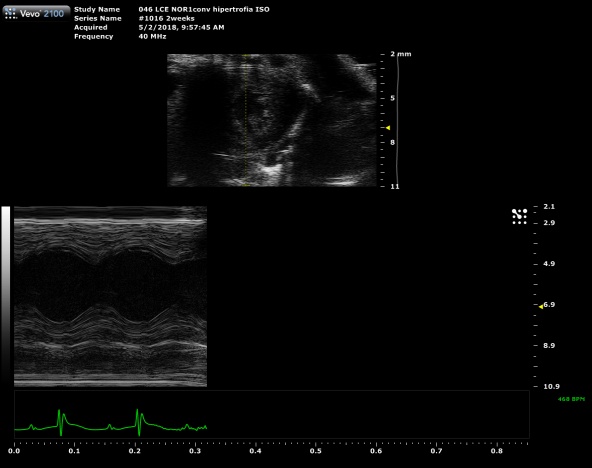 Vevo 2100
Study Name 046 LCE NOR1conv hipertrofia ISO
Series Name #1016 2weeks
Acquired 5/2/2018, 9:57:45 AM
Frequency 40 MHz
2 mm
5
8
11
2.1
2.9
4.9
6.9
8.9
10.9
460 BPM
0.0 0.1 0.2 0.3 0.4 0.5 0.6 0.7 0.8